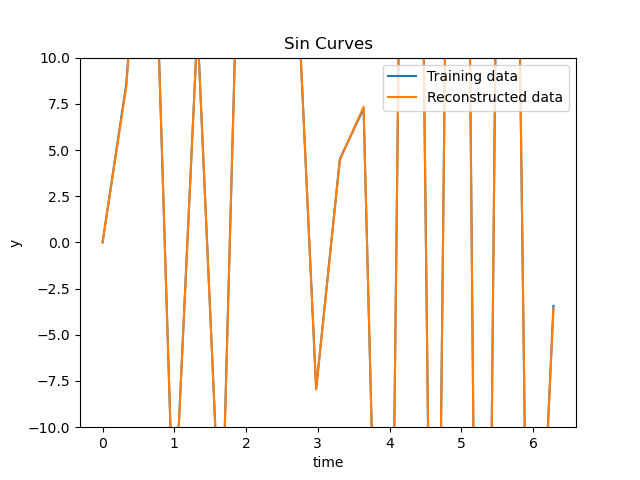 Sin Curves
Training data
Reconstructed data
y
10.0
7.5
5.0
2.5
0.0
−2.5
−5.0
−7.5
−10.0
0 1 2 3 4 5 6
time